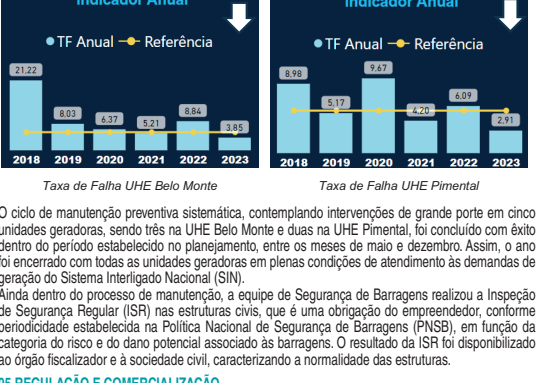 Indicador Anual
TF Anual Referência
21,22
8,03
6,37
5,21
8,84
3,85
2018 2019 2020 2021 2022 2023
Taxa de Falha UHE Belo Monte
Indicador Anual
TF Anual Referência
8,98
5,17
9,67
4,20
6,09
2,91
2018 2019 2020 2021 2022 2023
Taxa de Falha UHE Pimental
O ciclo de manutenção preventiva sistemática, contemplando intervenções de grande porte em cinco
unidades geradoras, sendo três na UHE Belo Monte e duas na UHE Pimental, foi concluído com êxito
dentro do período estabelecido no planejamento, entre os meses de maio e dezembro. Assim, o ano
foi encerrado com todas as unidades geradoras em plenas condições de atendimento às demandas de
geração do Sistema Interligado Nacional (SIN).
Ainda dentro do processo de manutenção, a equipe de Segurança de Barragens realizou a Inspeção
de Segurança Regular (ISR) nas estruturas civis, que é uma obrigação do empreendedor, conforme
periodicidade estabelecida na Política Nacional de Segurança de Barragens (PNSB), em função da
categoria do risco e do dano potencial associado às barragens. O resultado da ISR foi disponibilizado
ao órgão fiscalizador e à sociedade civil, caracterizando a normalidade das estruturas.
05 REGULAÇÃO E COMERCIALIZAÇÃO